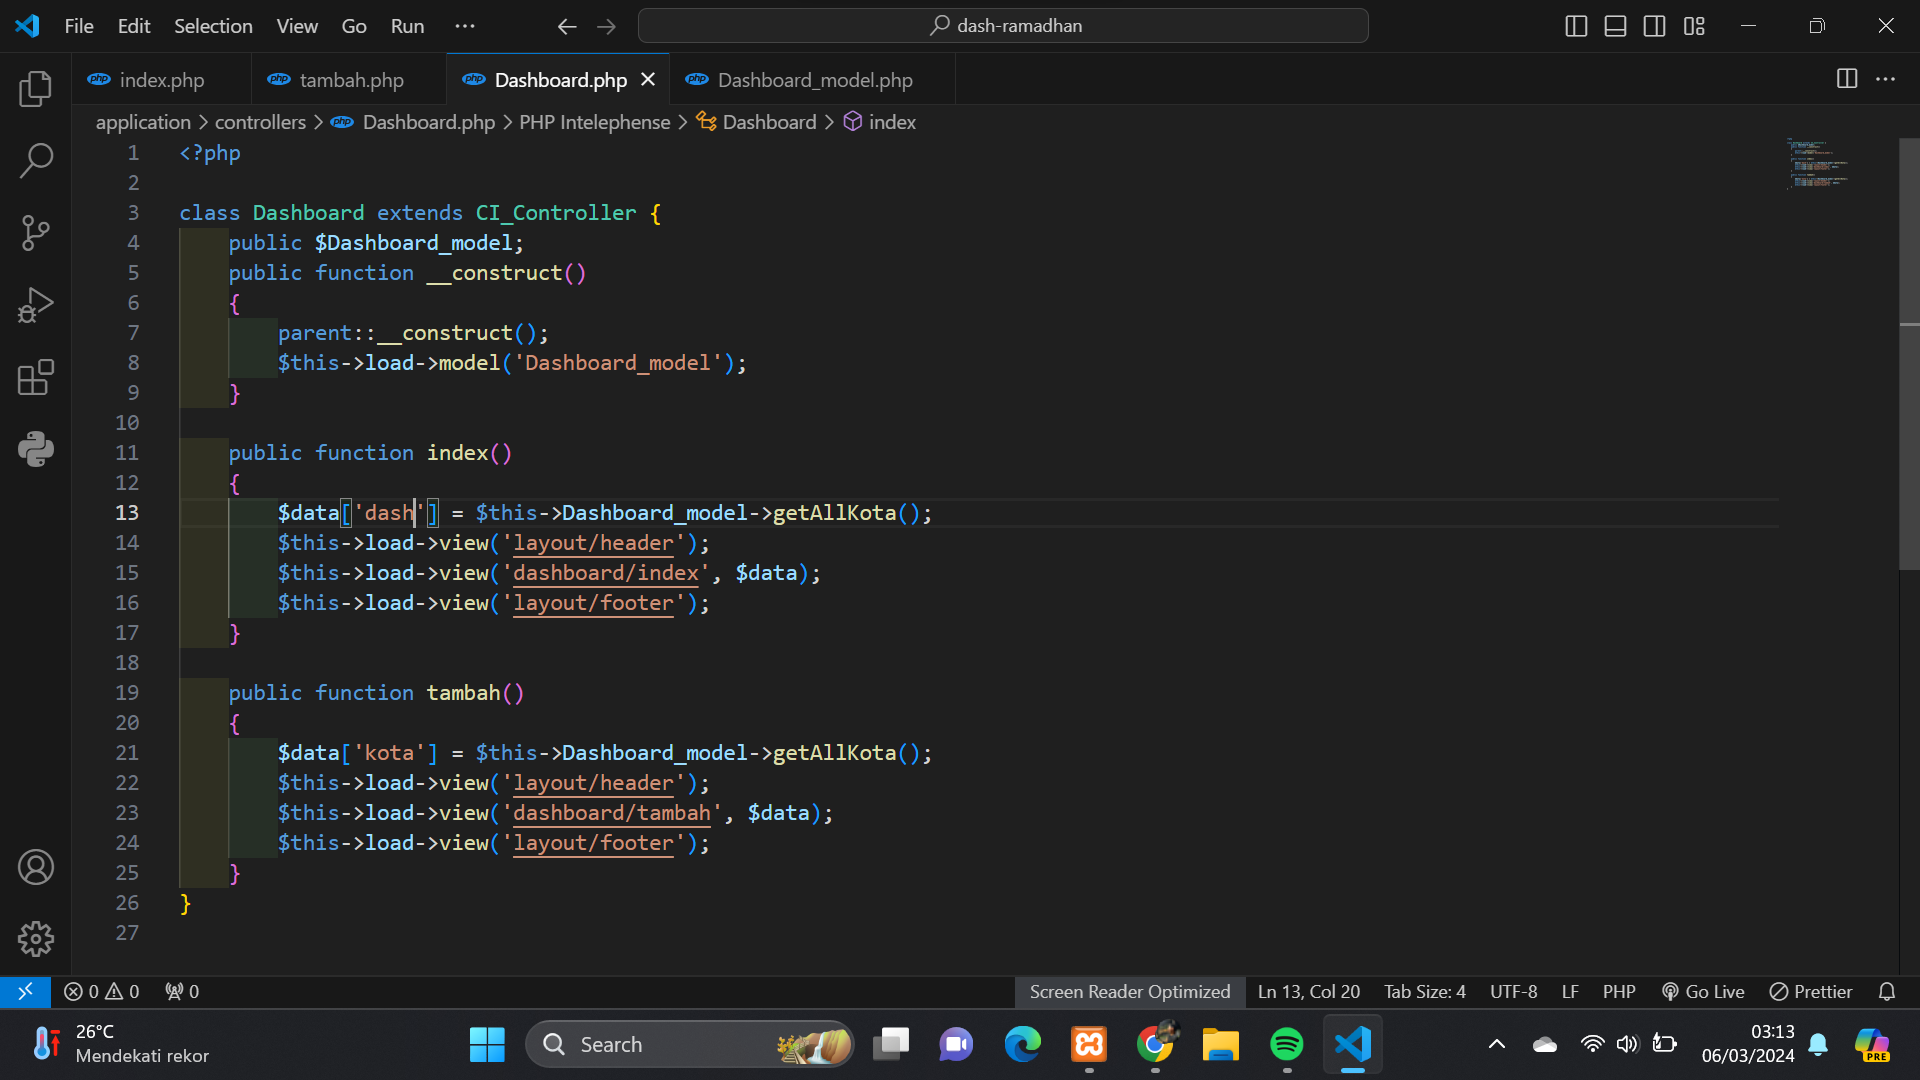 File Edit Selection View Go Run ··· dash-ramadhan
index.php tambah.php Dashboard.php Dashboard_model.php
application > controllers > Dashboard.php > PHP Intelephense > Dashboard > index
1 <?php
2
3 class Dashboard extends CI_Controller {
4 public $Dashboard_model;
5 public function __construct()
6 {
7 parent::__construct();
8 $this->load->model('Dashboard_model');
9 }
10
11 public function index()
12 {
13 $data['dash'] = $this->Dashboard_model->getAllKota();
14 $this->load->view('layout/header');
15 $this->load->view('dashboard/index', $data);
16 $this->load->view('layout/footer');
17 }
18
19 public function tambah()
20 {
21 $data['kota'] = $this->Dashboard_model->getAllKota();
22 $this->load->view('layout/header');
23 $this->load->view('dashboard/tambah', $data);
24 $this->load->view('layout/footer');
25 }
26 }
27
0 0 0 Screen Reader Optimized Ln 13, Col 20 Tab Size: 4 UTF-8 LF PHP Go Live Prettier
26°C
Mendekati rekor
Search
03:13
06/03/2024
PRE